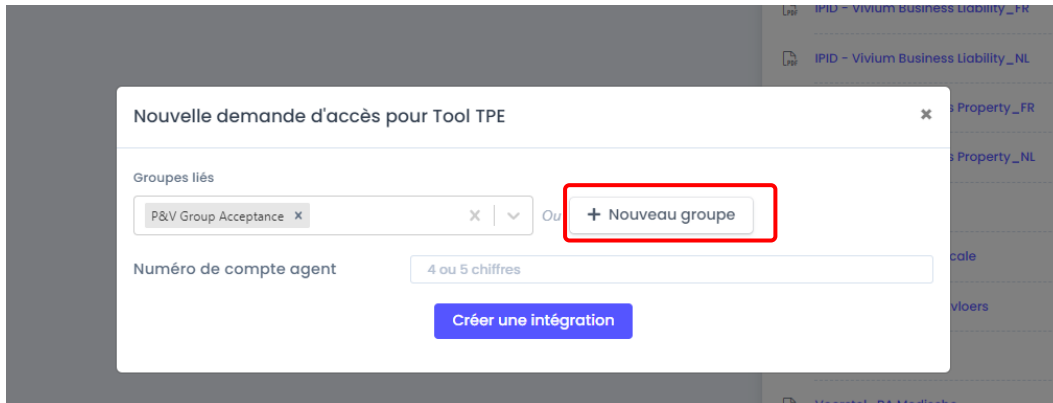 IPID - Vivium Business Liability_FR
IPID - Vivium Business Liability_NL
Nouvelle demande d'accès pour Tool TPE
s Property_FR
s Property_NL
Groupes liés
P&V Group Acceptance
Ou
+ Nouveau groupe
Numéro de compte agent
4 ou 5 chiffres
cale
Créer une intégration
vloers